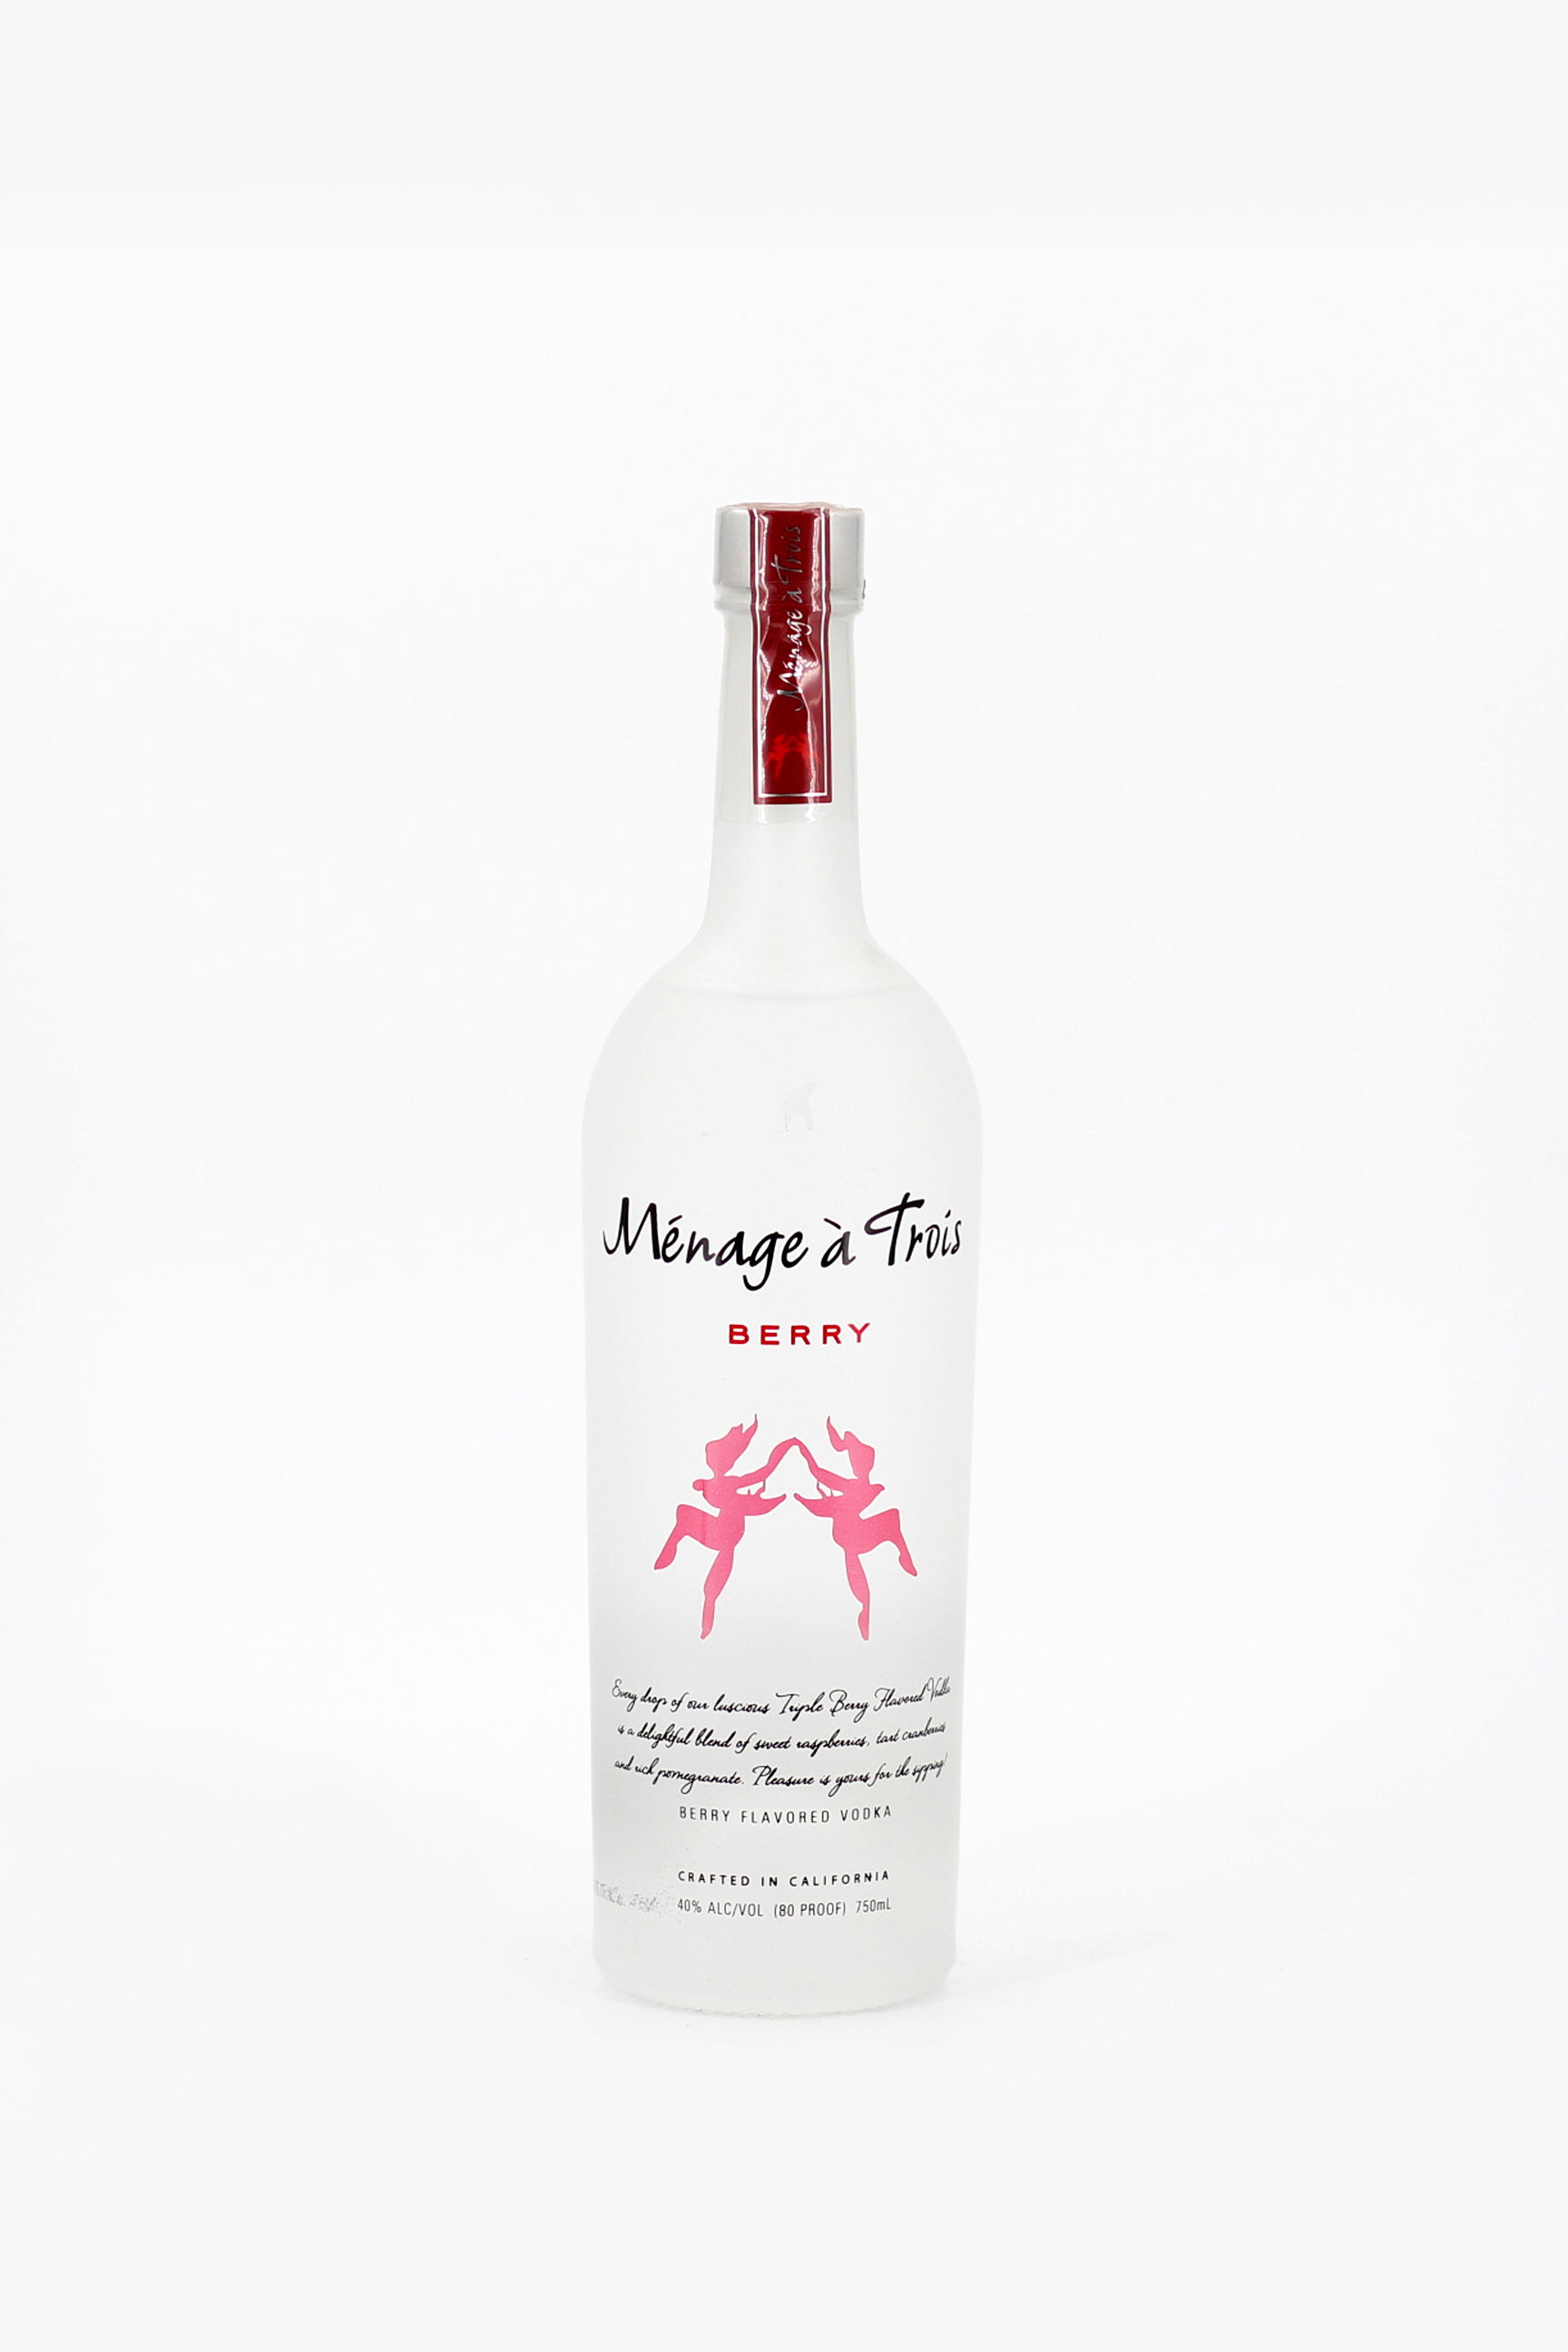 Ménage à Trois
Ménage à Trois
BERRY
Every drop of our luscious Triple Berry Flavored Vodka
is a delightful blend of sweet raspberries, tart cranberries
and rich pomegranate. Pleasure is yours for the sipping!
BERRY FLAVORED VODKA
CRAFTED IN CALIFORNIA
40% ALC/VOL (80 PROOF) 750mL